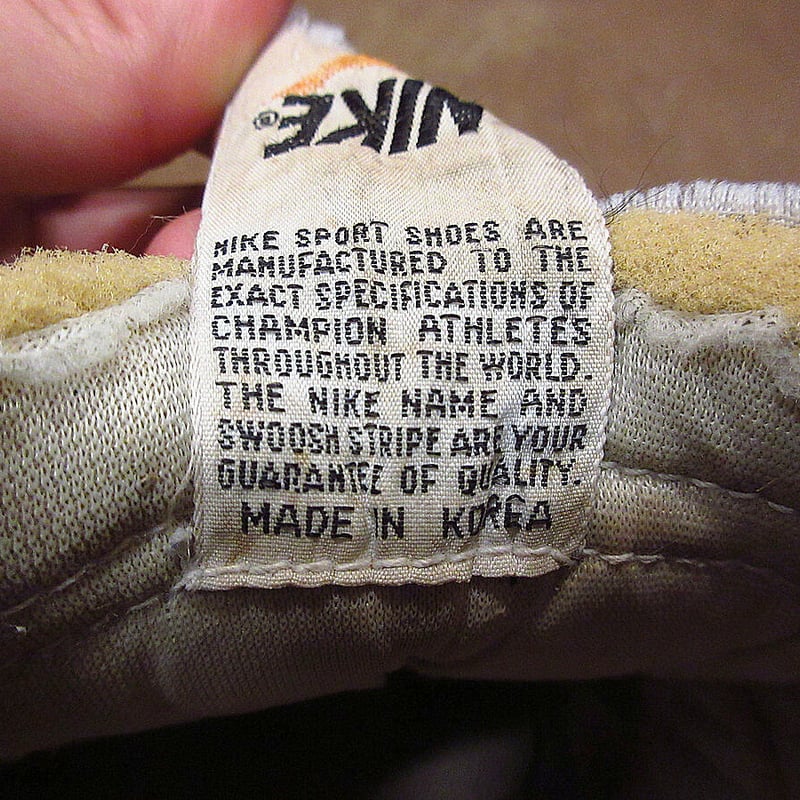 NIKE®
NIKE SPORT SHOES ARE
MANUFACTURED TO THE
EXACT SPECIFICATIONS OF
CHAMPION ATHLETES
THROUGHOUT THE WORLD.
THE NIKE NAME AND
SWOOSH STRIPE ARE YOUR
GUARANTEE OF QUALITY.
MADE IN KOREA